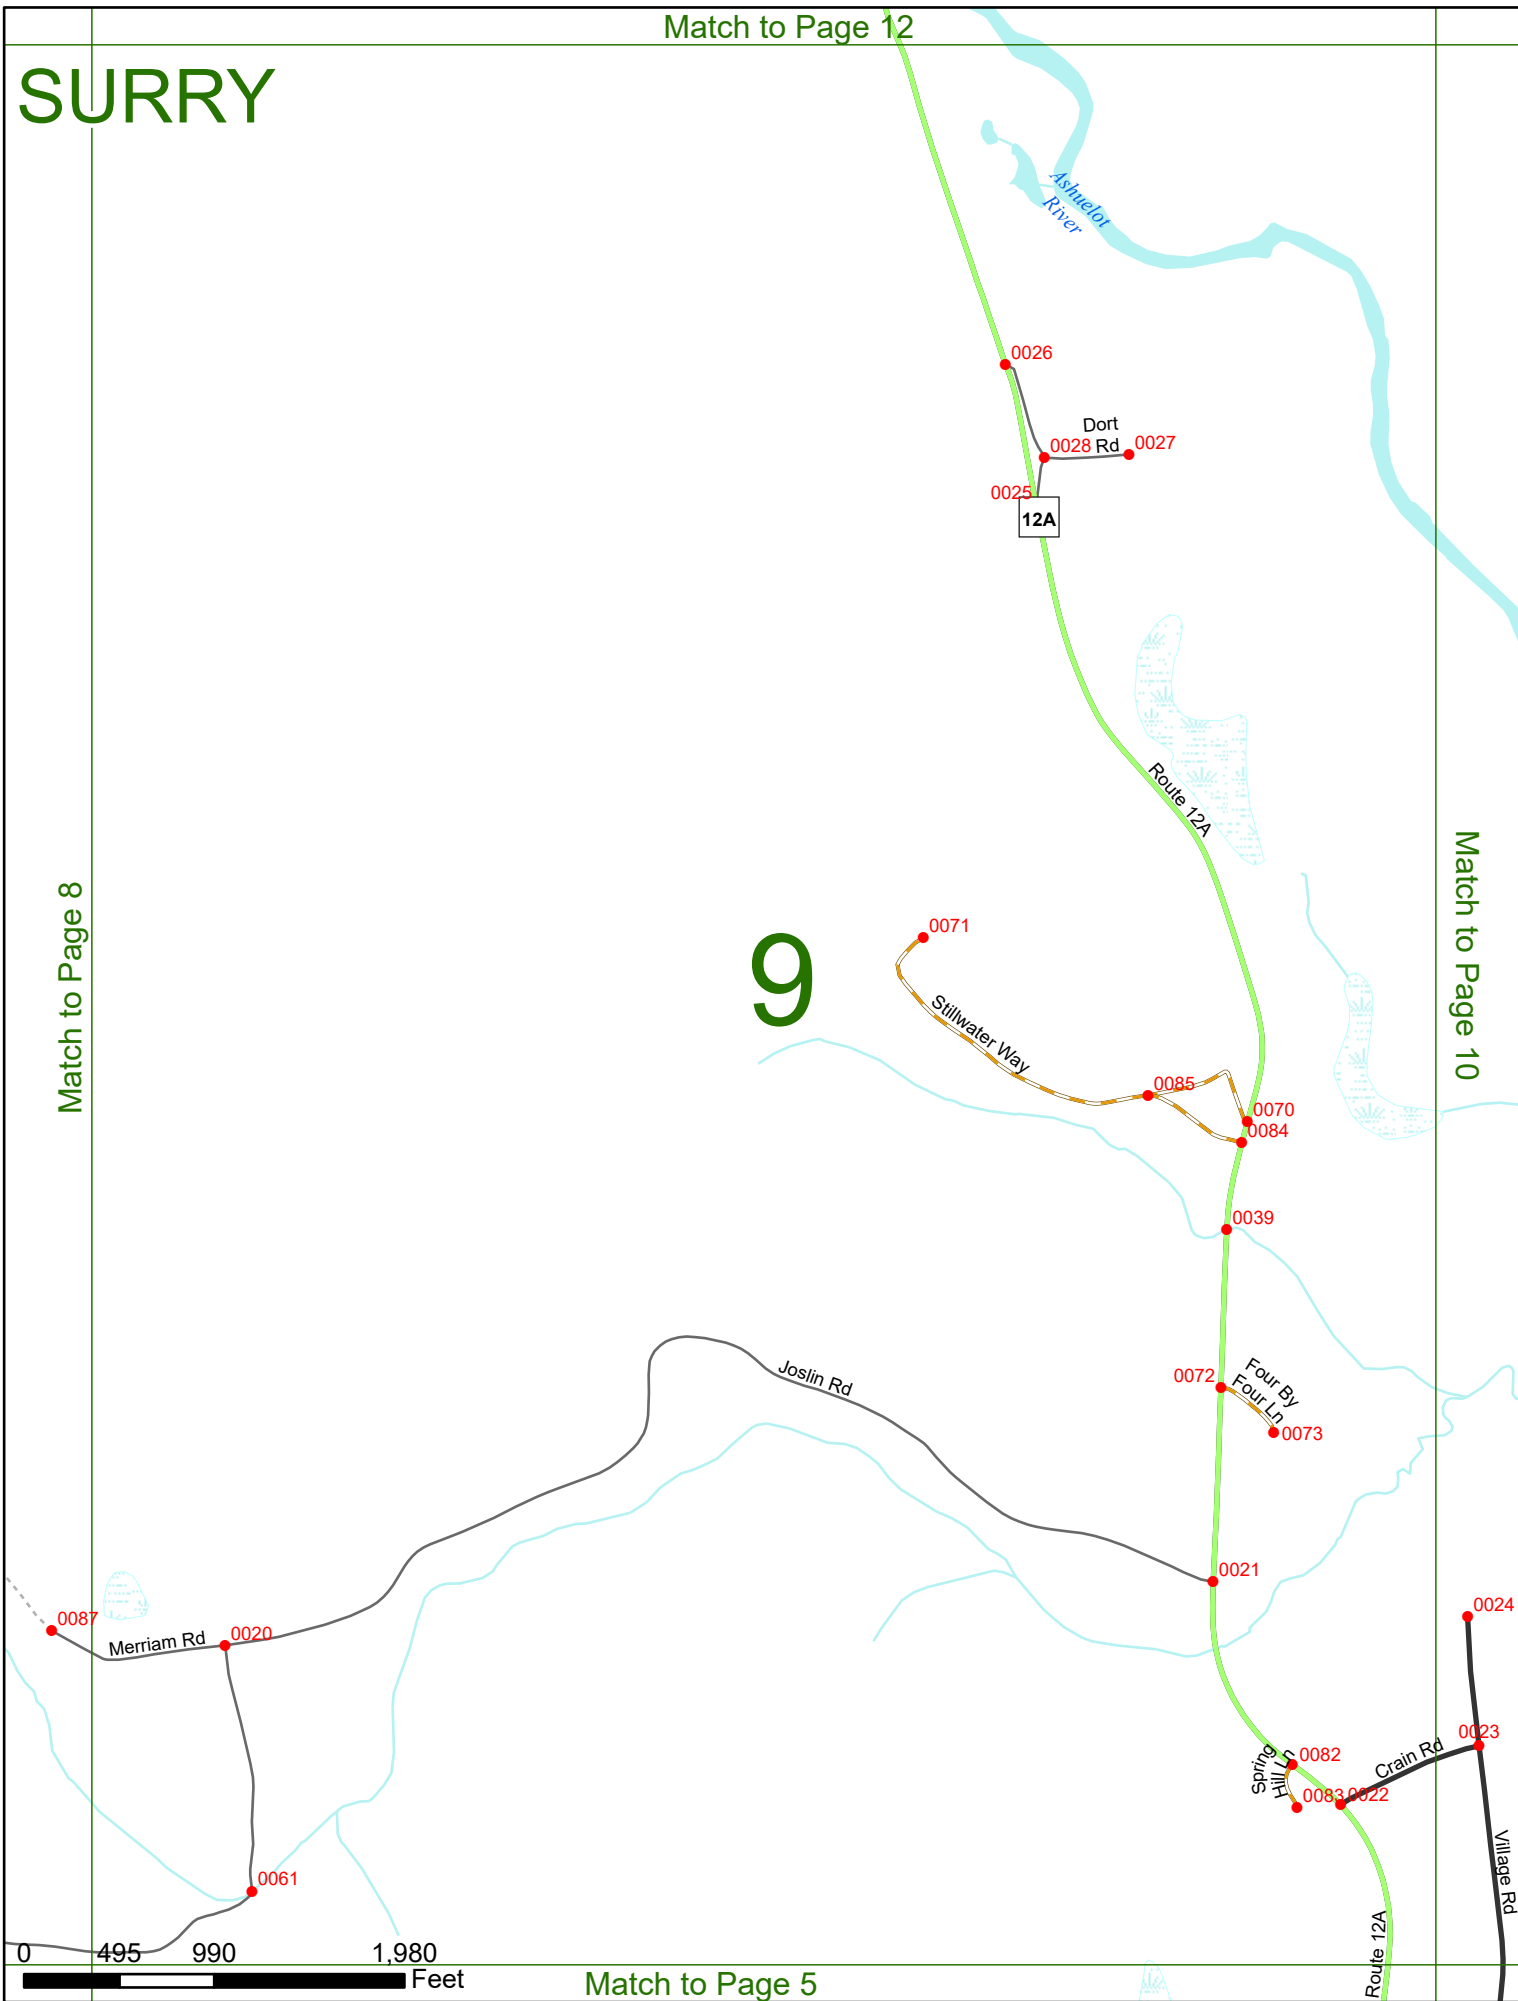 Match to Page 12
SURRY
Ashuelot
River
0026
Dort
Rd
0028
0027
0025
12A
Route 12A
Match to Page 8
Match to Page 10
9
0071
Stillwater Way
0085
0070
0084
0039
Joslin Rd
0072
Four By
Four Ln
0073
0021
0087
Merriam Rd
0020
0024
0023
Crain Rd
0082
Spring
Hill Ln
0083
0022
Village Rd
0061
Route 12A
0 495 990 1,980
Feet
Match to Page 5